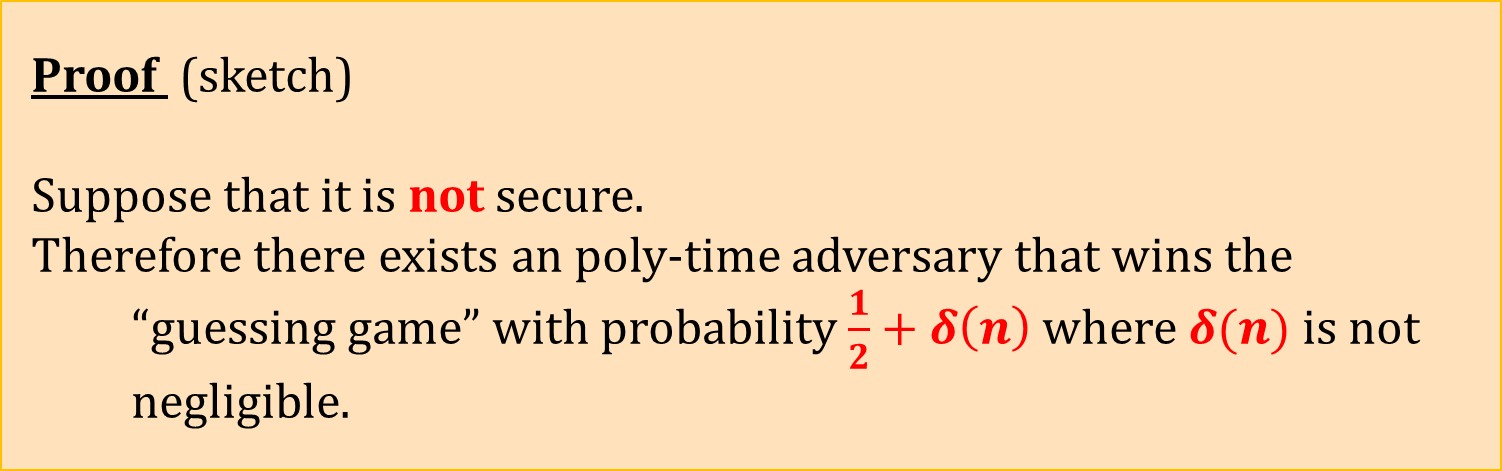 Proof (sketch)
Suppose that it is not secure.
Therefore there exists an poly-time adversary that wins the
“guessing game” with probability 1/2 + δ(n) where δ(n) is not
negligible.